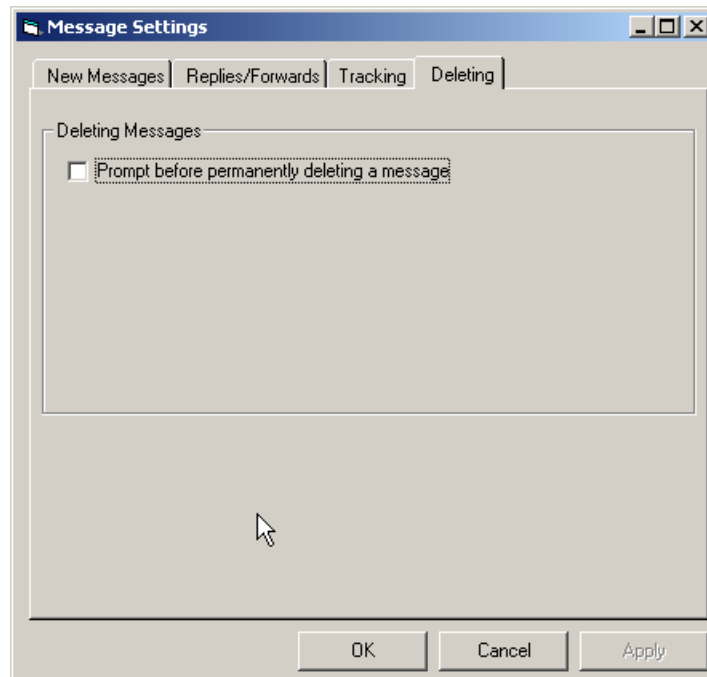 Message Settings
New Messages Replies/Forwards Tracking Deleting
Deleting Messages
Prompt before permanently deleting a message
OK Cancel Apply